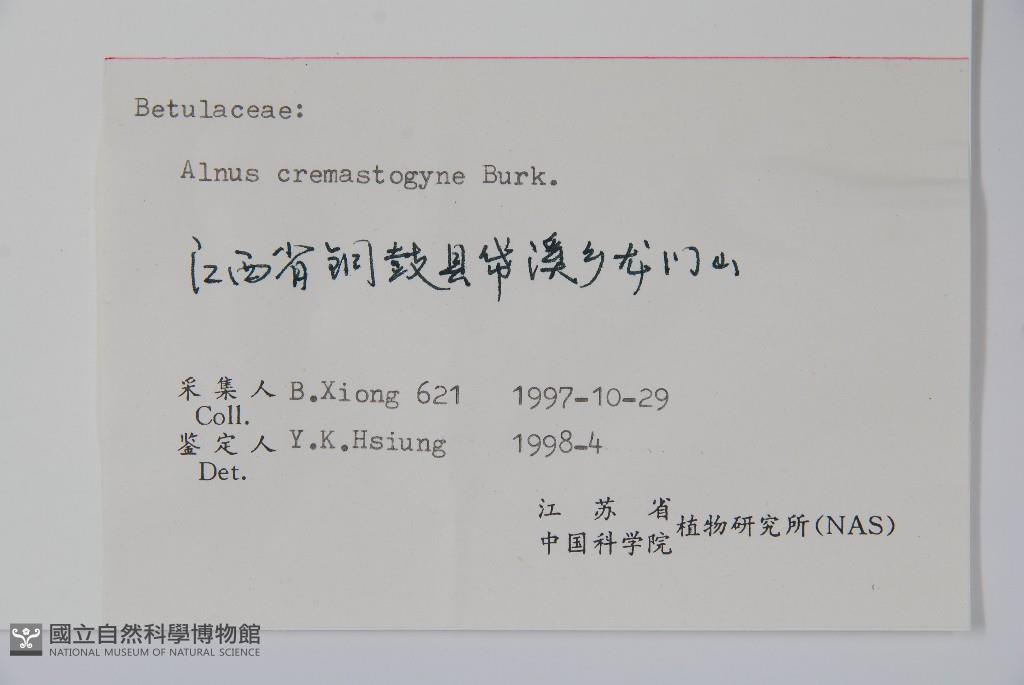 Betulaceae:
Alnus cremastogyne Burk.
江西省铜鼓县带溪乡龙门山
采集人 B.Xiong 621 1997-10-29
Coll.
鉴定人 Y.K.Hsiung 1998-4
Det.
江苏省
中国科学院 植物研究所(NAS)
國立自然科學博物館
NATIONAL MUSEUM OF NATURAL SCIENCE